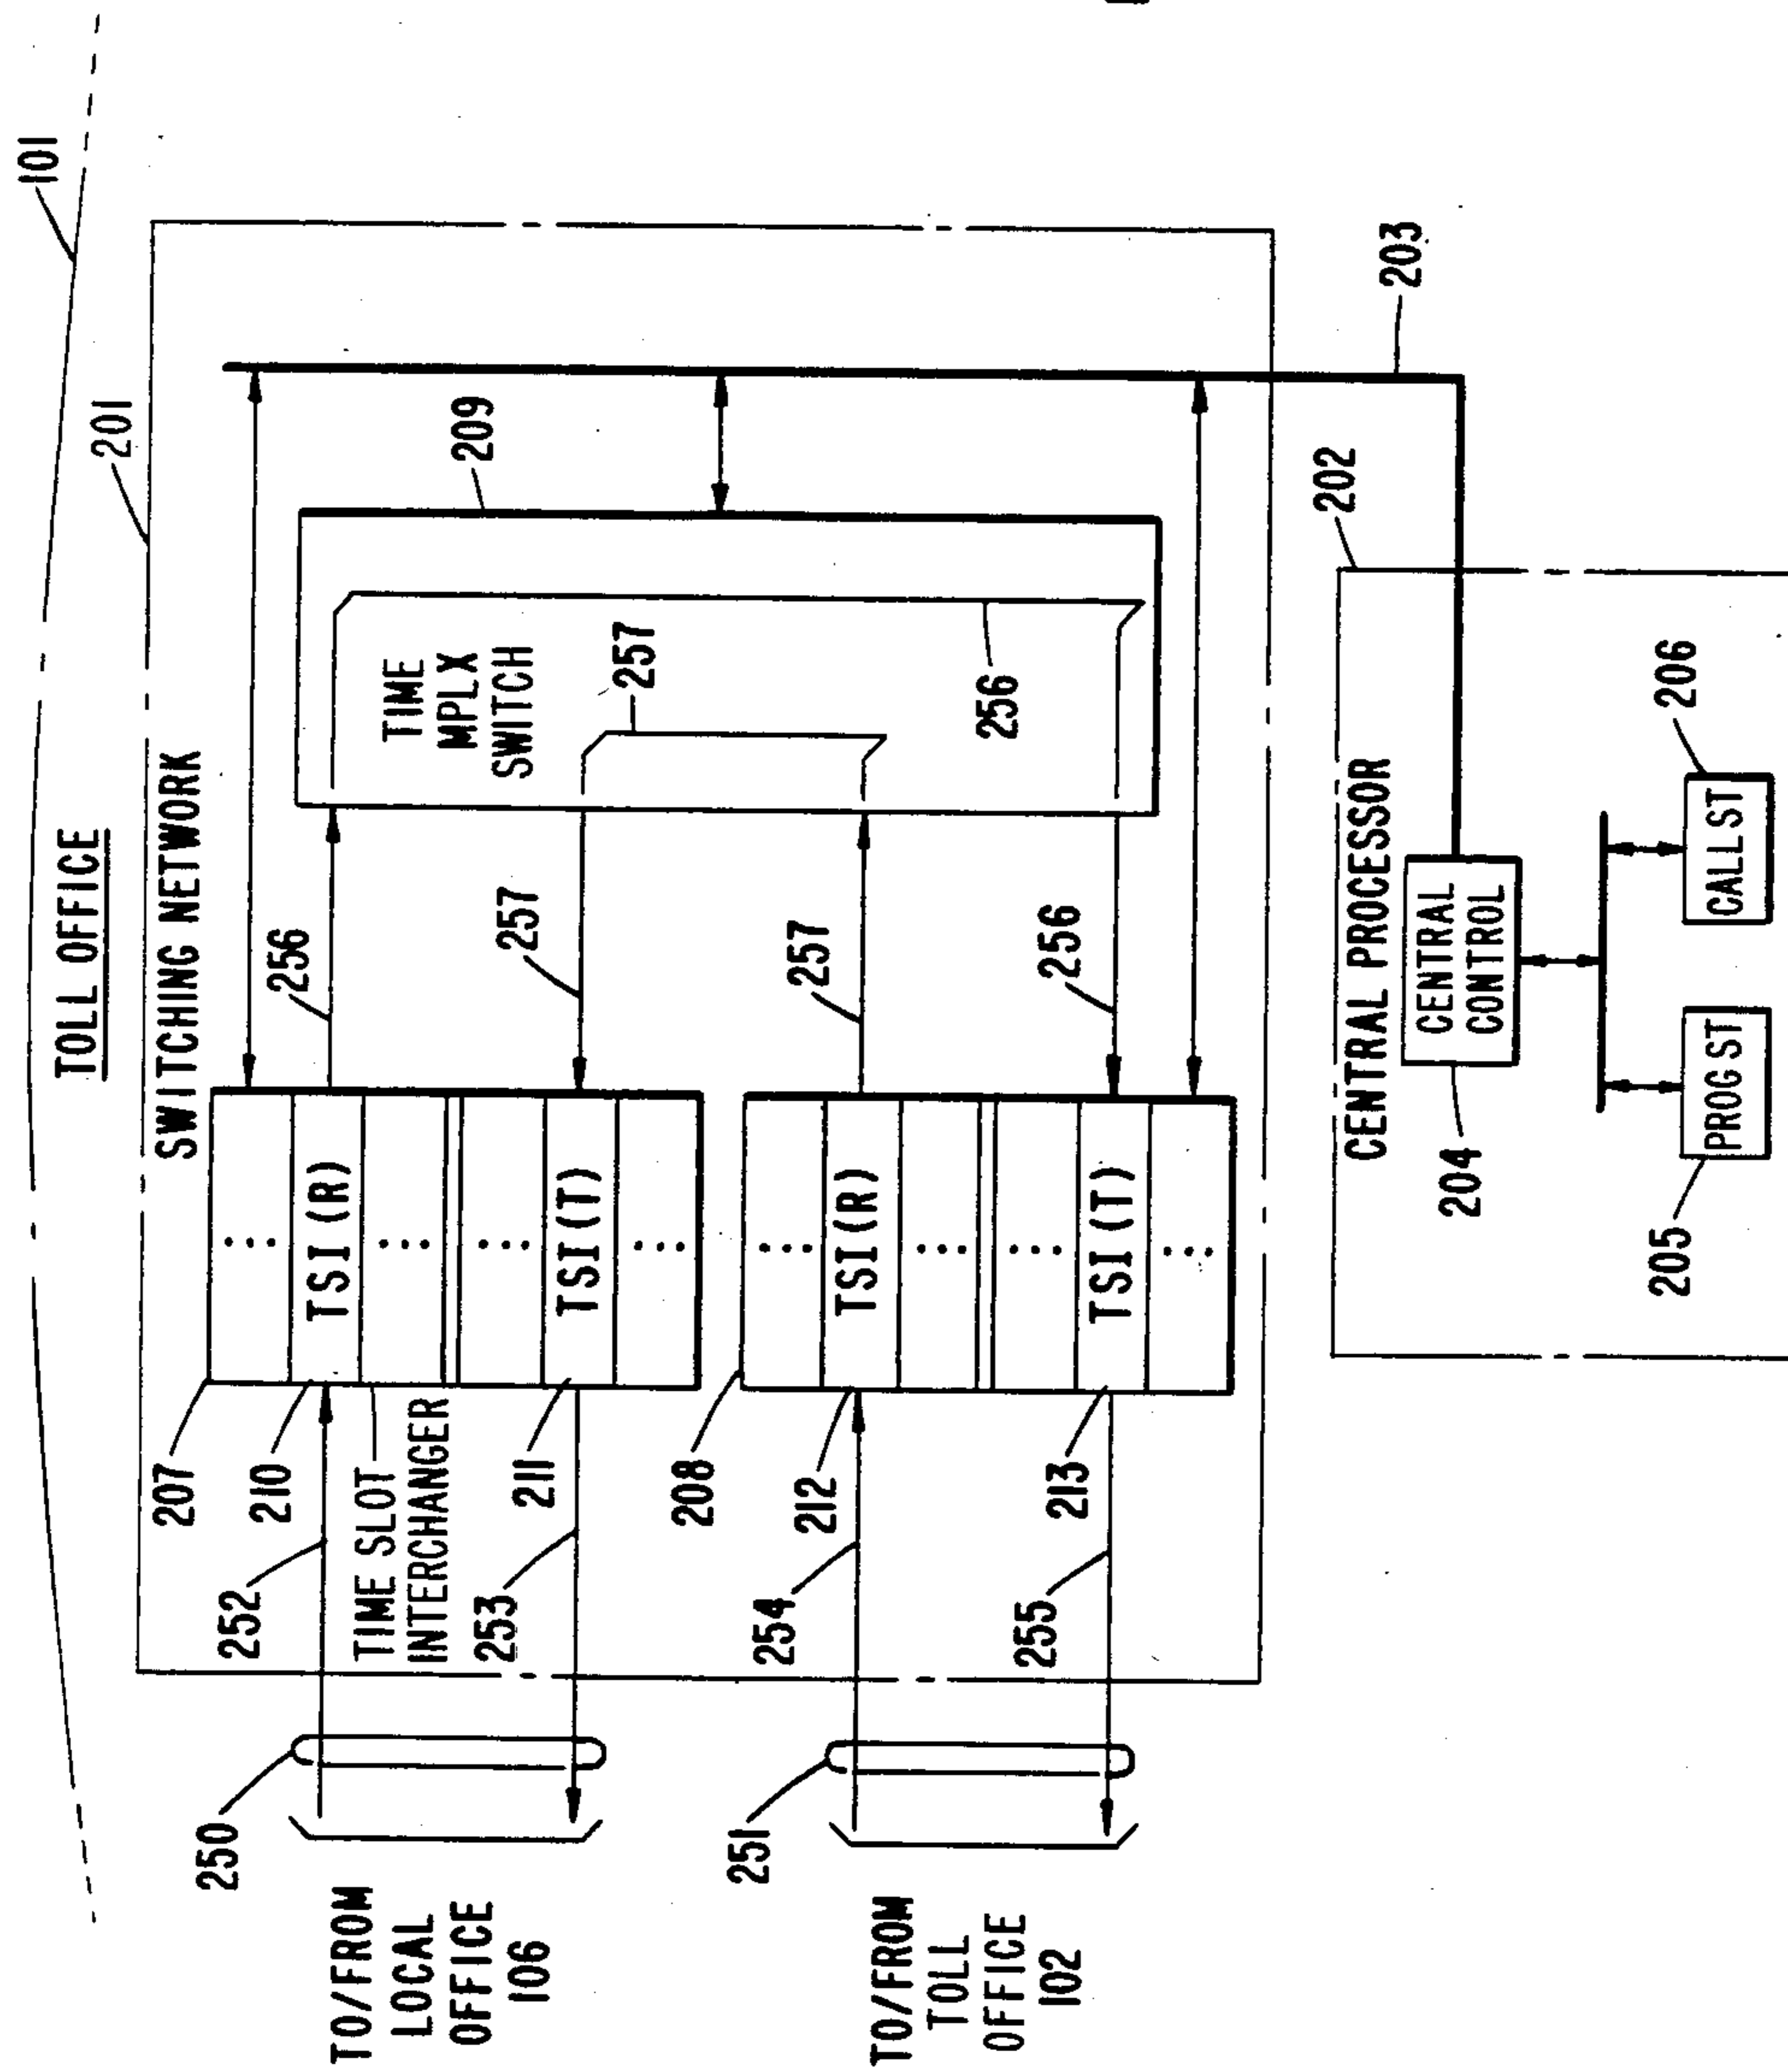 101
TOLL OFFICE
201
SWITCHING NETWORK
207
210
252
TIME SLOT
INTERCHANGER
TSI(R)
256
TIME
MPLX
SWITCH
209
250
TO/FROM
LOCAL
OFFICE
106
253
211
TSI(T)
257
257
208
212
254
TSI(R)
257
256
251
TO/FROM
TOLL
OFFICE
102
255
213
TSI(T)
256
203
202
CENTRAL PROCESSOR
204
CENTRAL
CONTROL
205
PROG ST
CALL ST
206